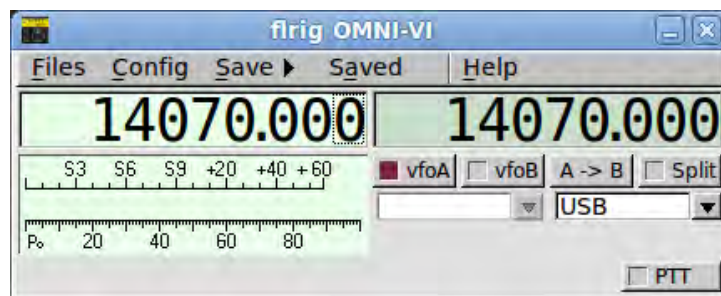 flrig OMNI-VI
Files Config Save Saved Help
14070.000 14070.000
S3 S6 S9 +20 +40 +60
vfoA vfoB A -> B Split
USB
Po 20 40 60 80
PTT